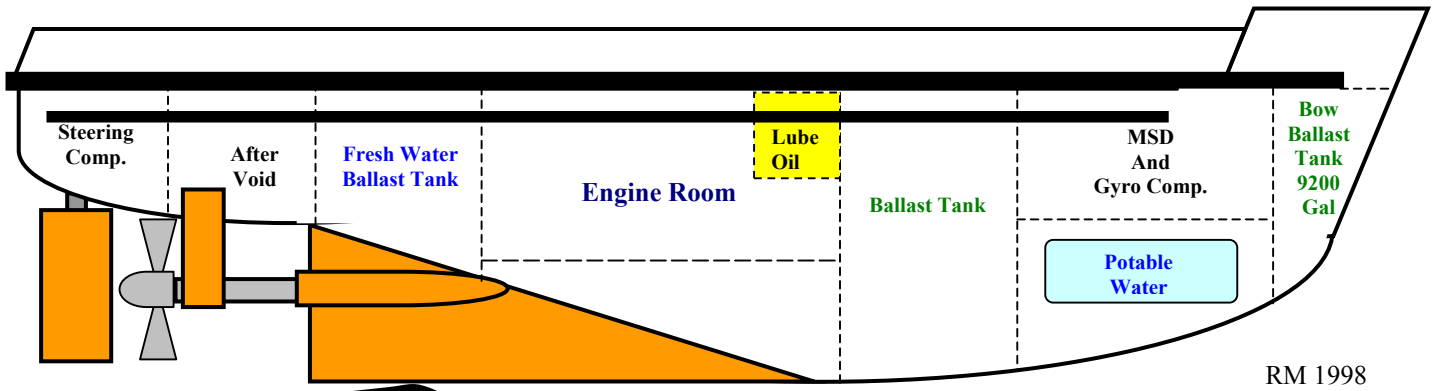 Steering
Comp.
After
Void
Fresh Water
Ballast Tank
Engine Room
Lube
Oil
Ballast Tank
MSD
And
Gyro Comp.
Potable
Water
Bow
Ballast
Tank
9200
Gal
RM 1998